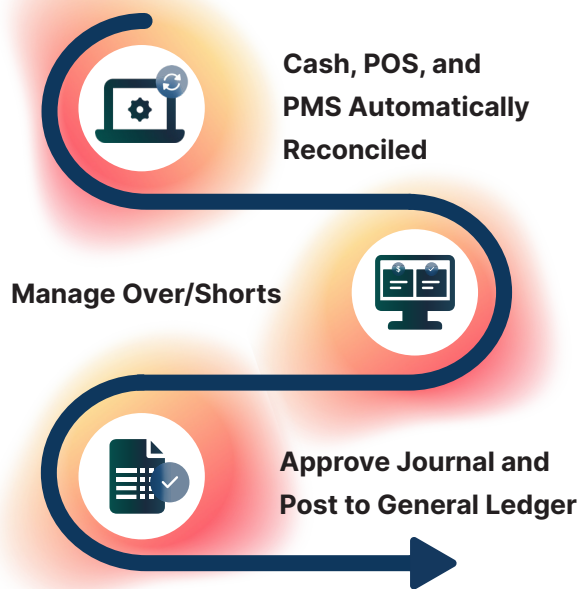 Cash, POS, and
PMS Automatically
Reconciled
$
Manage Over/Shorts
Approve Journal and
Post to General Ledger